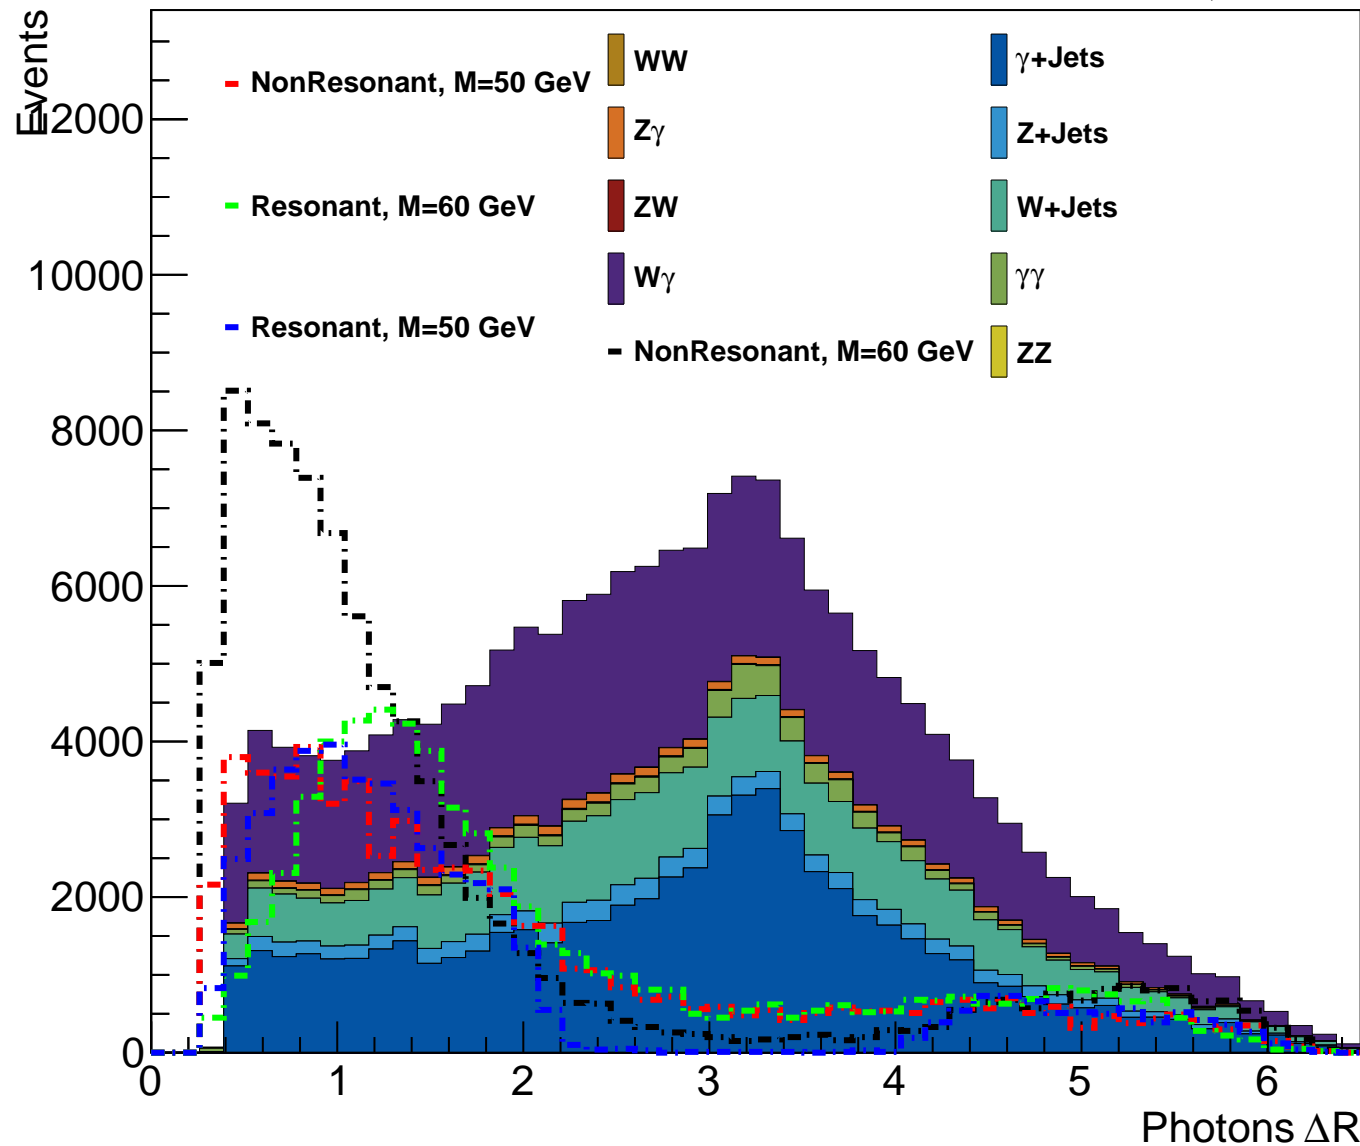 Events
12000
10000
8000
6000
4000
2000
0
NonResonant, M=50 GeV
Resonant, M=60 GeV
Resonant, M=50 GeV
WW
Zγ
ZW
Wγ
NonResonant, M=60 GeV
γ+Jets
Z+Jets
W+Jets
γγ
ZZ
0 1 2 3 4 5 6
Photons ΔR